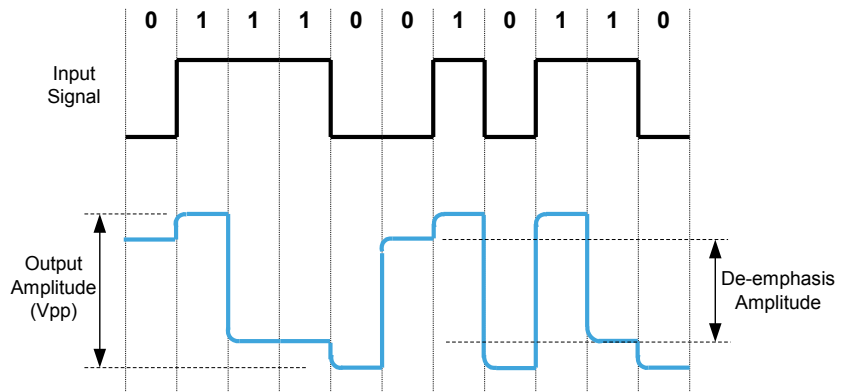 0 1 1 1 0 0 1 0 1 1 0
Input
Signal
Output
Amplitude
(Vpp)
De-emphasis
Amplitude